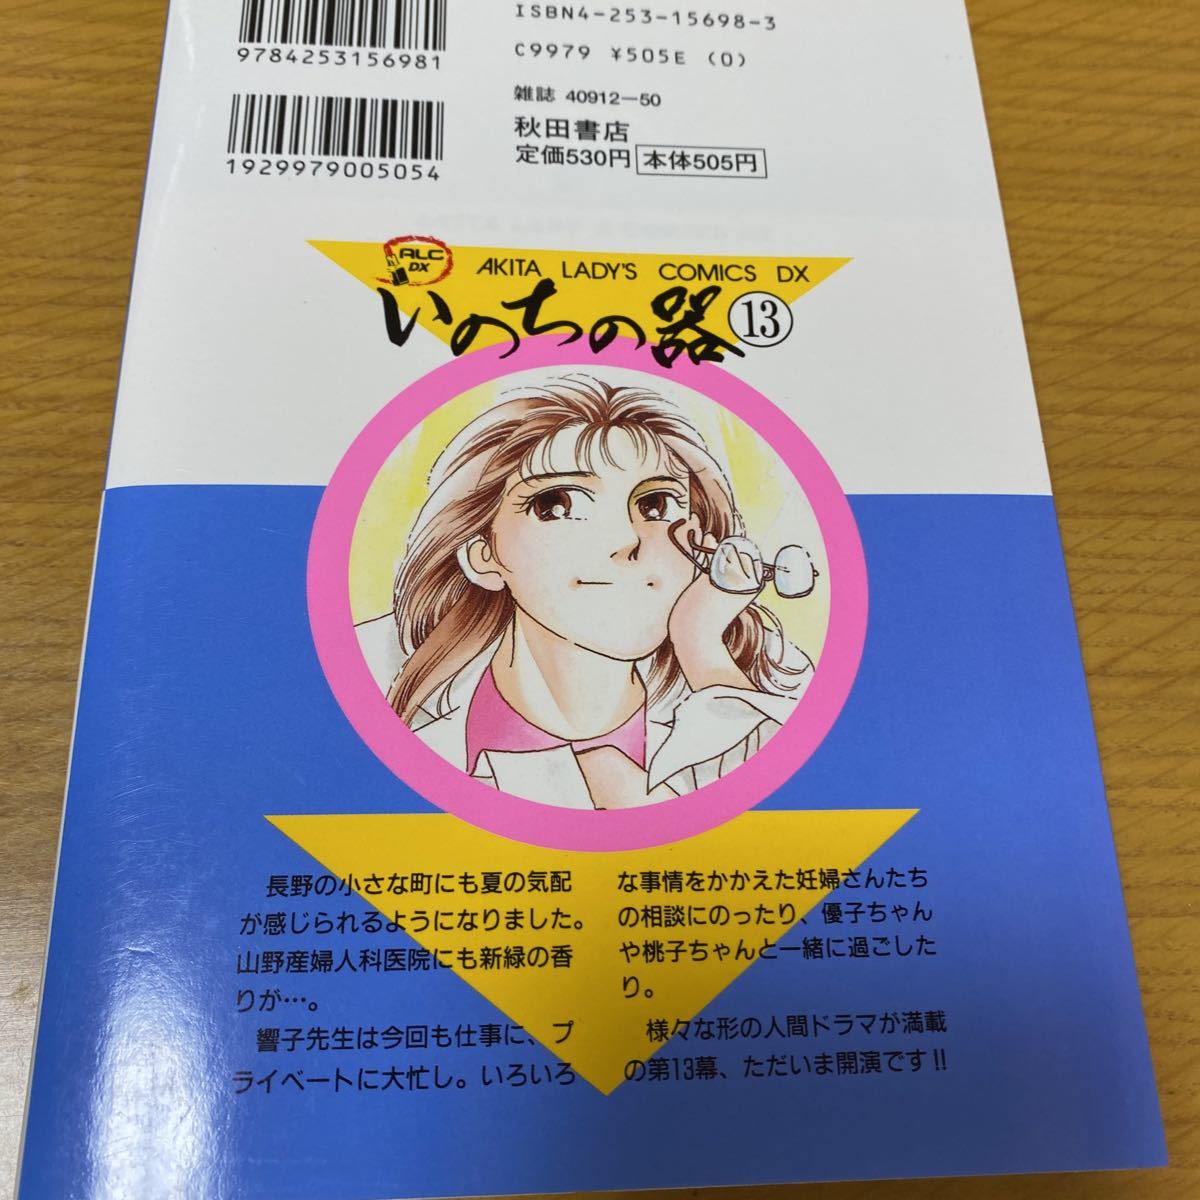 ISBN4-253-15698-3
9784253156981
C9979 ¥505E (0)
雑誌 40912-50
秋田書店
1929979005054
定価530円 本体505円
ALC
DX
AKITA LADY'S COMICS DX
いのちの器⑬
長野の小さな町にも夏の気配
が感じられるようになりました。
山野産婦人科医院にも新緑の香
りが…。
響子先生は今回も仕事に、プ
ライベートに大忙し。いろいろ
な事情をかかえた妊婦さんたち
の相談にのったり、優子ちゃん
や桃子ちゃんと一緒に過ごした
り。
様々な形の人間ドラマが満載
の第13幕、ただいま開演です!!